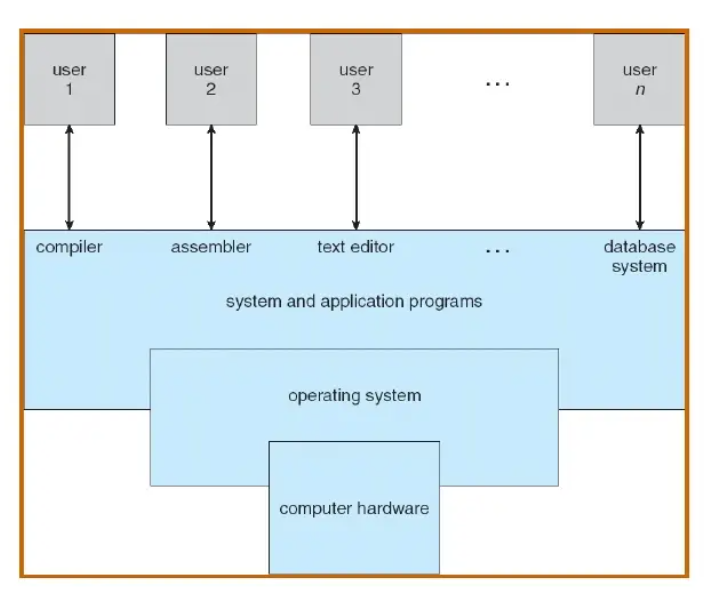 user
1
user
2
user
3
...
user
n
compiler
assembler
text editor
...
database
system
system and application programs
operating system
computer hardware